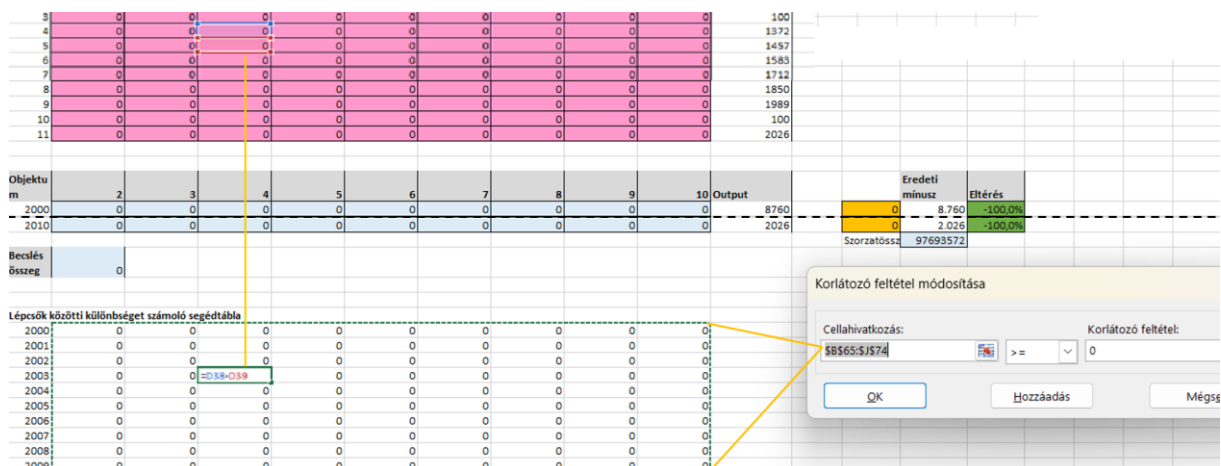 3 0 0 0 0 0 0 0 0 0 100
4 0 0 0 0 0 0 0 0 0 1372
5 0 0 0 0 0 0 0 0 0 1457
6 0 0 0 0 0 0 0 0 0 1583
7 0 0 0 0 0 0 0 0 0 1712
8 0 0 0 0 0 0 0 0 0 1850
9 0 0 0 0 0 0 0 0 0 1989
10 0 0 0 0 0 0 0 0 0 100
11 0 0 0 0 0 0 0 0 0 2026
Objektu
m 2 3 4 5 6 7 8 9 10 Output
Eredeti
mínusz Eltérés
2000 0 0 0 0 0 0 0 0 0 8760 0 8.760 -100,0%
2010 0 0 0 0 0 0 0 0 0 2026 0 2.026 -100,0%
Szorzatössz 97693572
Becslés
összeg 0
Lépcsők közötti különbséget számoló segédtábla
2000 0 0 0 0 0 0 0 0 0
2001 0 0 0 0 0 0 0 0 0
2002 0 0 0 0 0 0 0 0 0
2003 0 0 =D38-D39 0 0 0 0 0 0
2004 0 0 0 0 0 0 0 0 0
2005 0 0 0 0 0 0 0 0 0
2006 0 0 0 0 0 0 0 0 0
2007 0 0 0 0 0 0 0 0 0
2008 0 0 0 0 0 0 0 0 0
2009 0 0 0 0 0 0 0 0 0
Korlátozó feltétel módosítása
Cellahivatkozás: Korlátozó feltétel:
$B$65:$J$74 >= 0
OK Hozzáadás Mégse